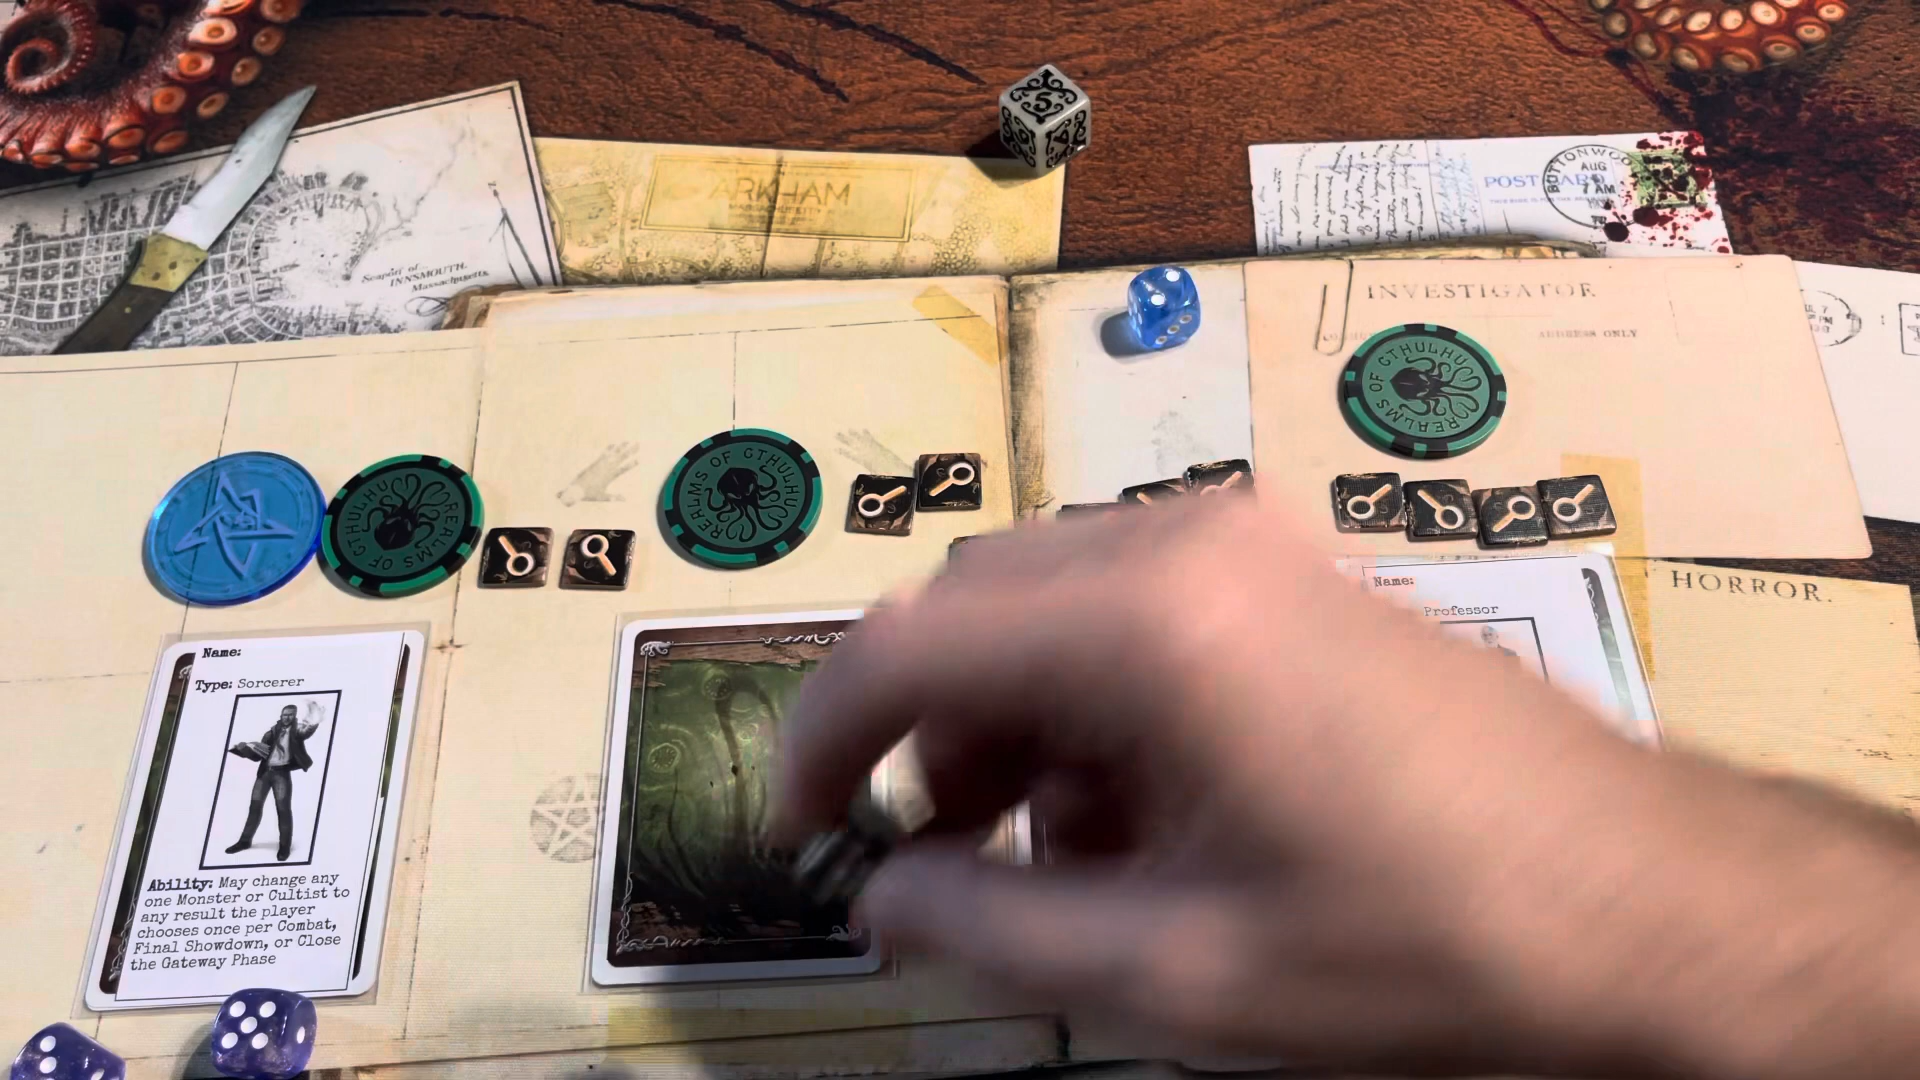 5
ARKHAM
Seaport of
INNSMOUTH.
Massachusetts.
POST CARD
BUTTONWOO
AUG
7 AM
INVESTIGATOR
ADDRESS ONLY
REALMS OF CTHULHU
REALMS OF CTHULHU
REALMS OF CTHULHU
HORROR.
Name:
Type: Sorcerer
Ability: May change any
one Monster or Cultist to
any result the player
chooses once per Combat,
Final Showdown, or Close
the Gateway Phase
Name:
Professor